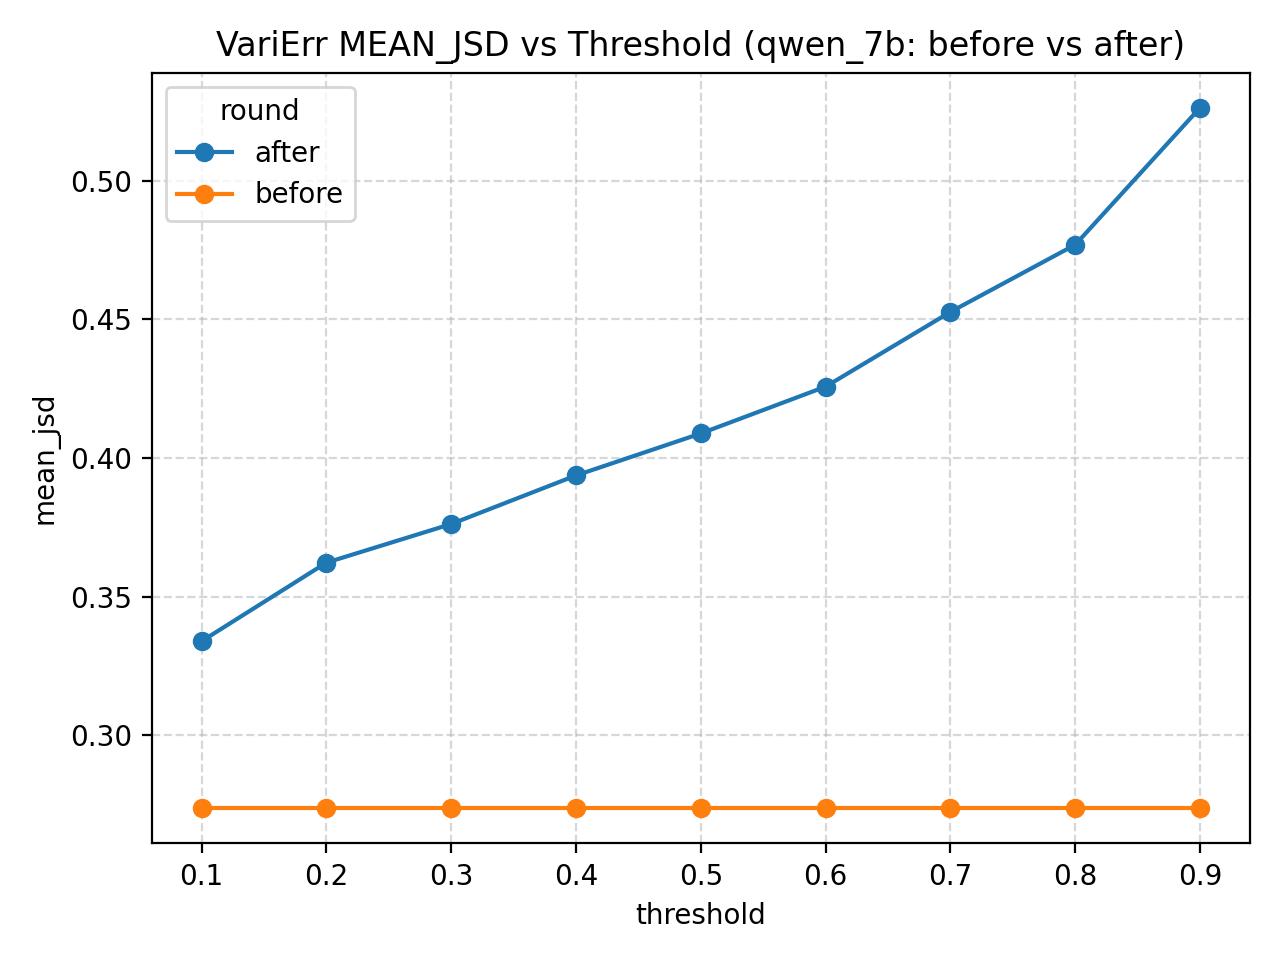 VariErr MEAN_JSD vs Threshold (qwen_7b: before vs after)
round
after
before
mean_jsd
0.50
0.45
0.40
0.35
0.30
0.1 0.2 0.3 0.4 0.5 0.6 0.7 0.8 0.9
threshold